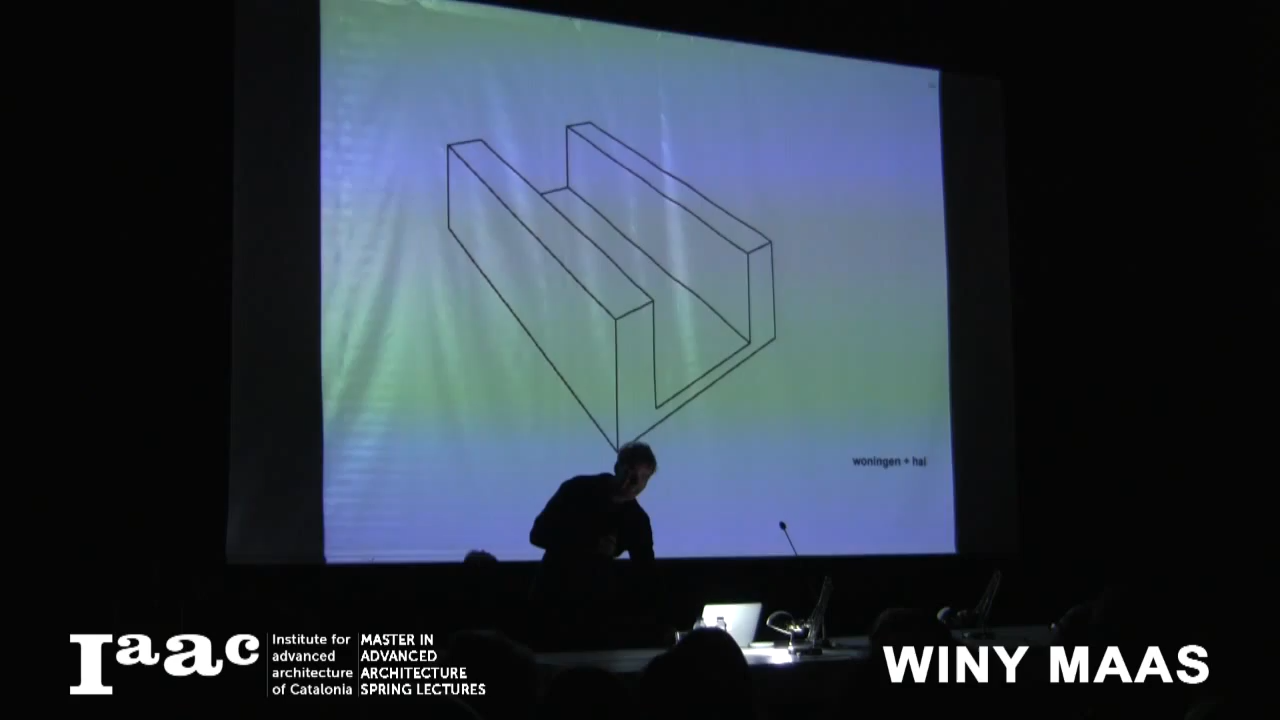 woningen + hal
Iaac
Institute for
advanced
architecture
of Catalonia
MASTER IN
ADVANCED
ARCHITECTURE
SPRING LECTURES
WINY MAAS